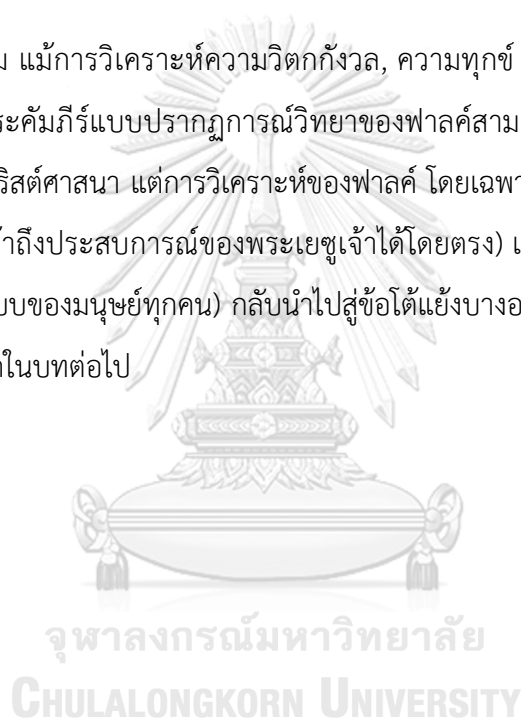 ม แม้การวิเคราะห์ความวิตกกังวล, ความทุกข์
ระคัมภีร์แบบปรากฏการณ์วิทยาของฟาลค์สาม
ริสต์ศาสนา แต่การวิเคราะห์ของฟาลค์ โดยเฉพา
้าถึงประสบการณ์ของพระเยซูเจ้าได้โดยตรง) เ
บบของมนุษย์ทุกคน) กลับนำไปสู่ข้อโต้แย้งบางอ
ในบทต่อไป
จุฬาลงกรณ์มหาวิทยาลัย
CHULALONGKORN UNIVERSITY